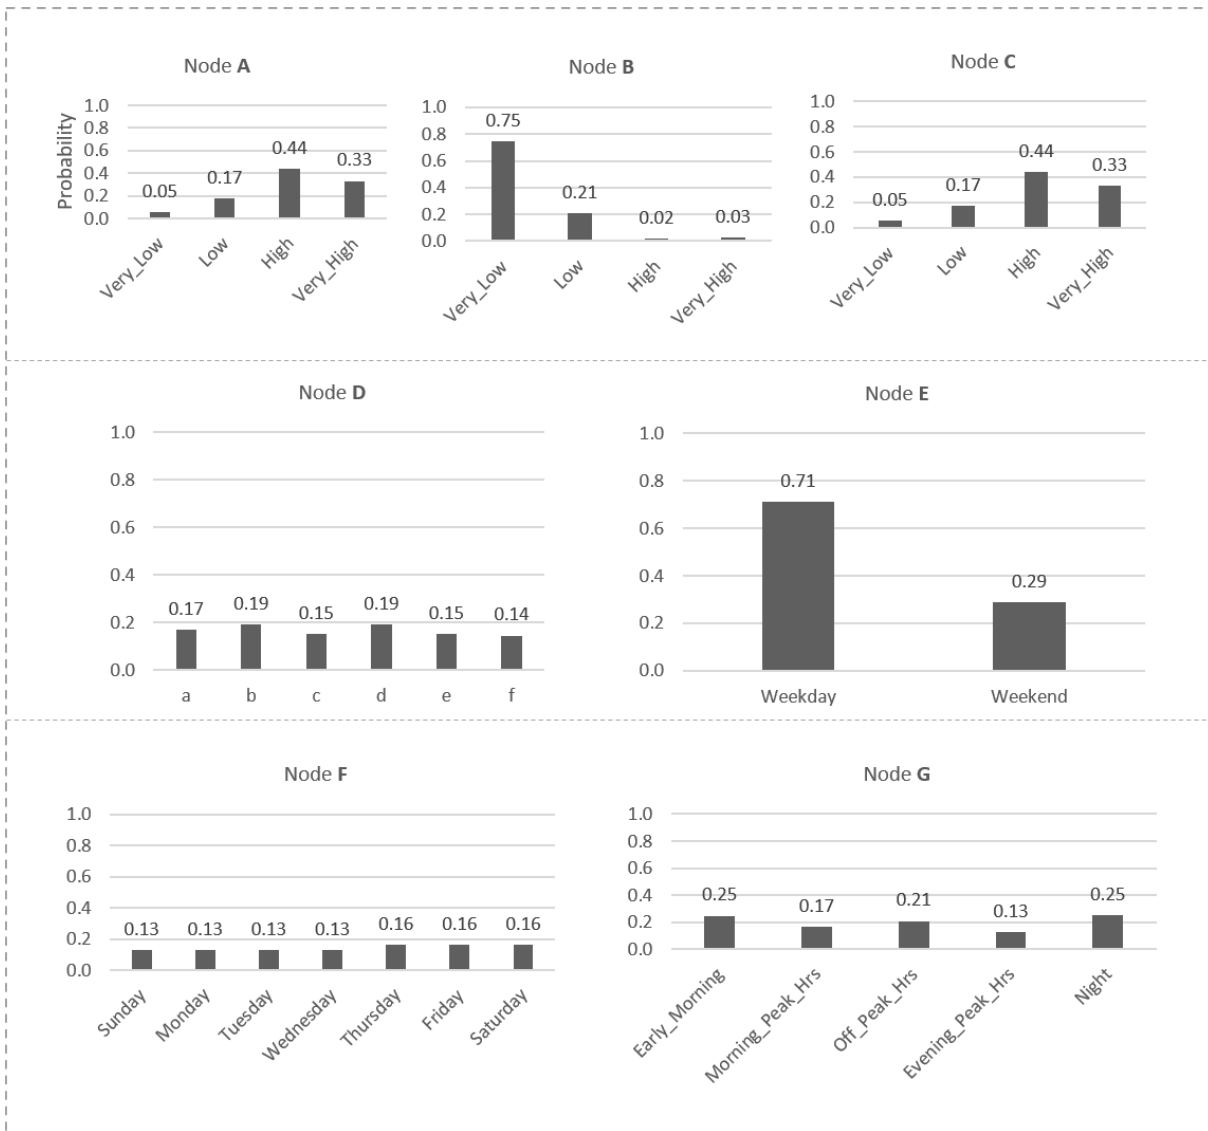 Node A
Probability
1.0
0.8
0.6
0.4
0.2
0.0
0.05
0.17
0.44
0.33
Very_Low
Low
High
Very_High
Node B
1.0
0.8
0.6
0.4
0.2
0.0
0.75
0.21
0.02
0.03
Very_Low
Low
High
Very_High
Node C
1.0
0.8
0.6
0.4
0.2
0.0
0.05
0.17
0.44
0.33
Very_Low
Low
High
Very_High
Node D
1.0
0.8
0.6
0.4
0.2
0.0
0.17
0.19
0.15
0.19
0.15
0.14
a
b
c
d
e
f
Node E
1.0
0.8
0.6
0.4
0.2
0.0
0.71
0.29
Weekday
Weekend
Node F
1.0
0.8
0.6
0.4
0.2
0.0
0.13
0.13
0.13
0.13
0.16
0.16
0.16
Sunday
Monday
Tuesday
Wednesday
Thursday
Friday
Saturday
Node G
1.0
0.8
0.6
0.4
0.2
0.0
0.25
0.17
0.21
0.13
0.25
Early_Morning
Morning_Peak_Hrs
Off_Peak_Hrs
Evening_Peak_Hrs
Night